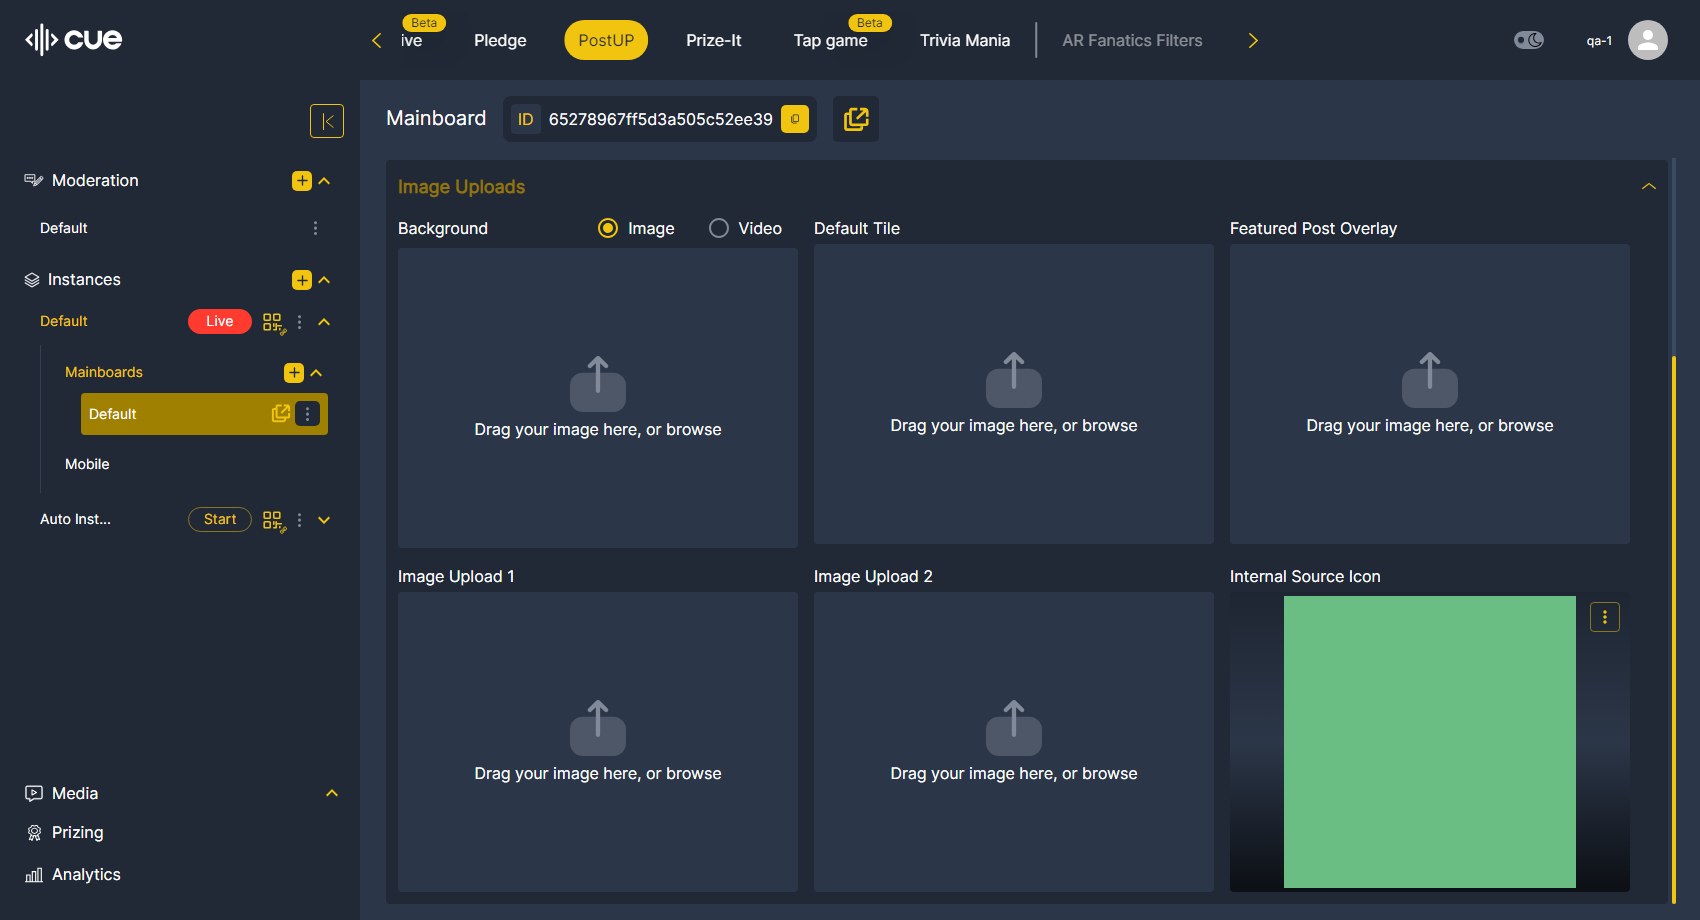 cue
ive
Beta
Pledge
PostUP
Prize-It
Tap game
Beta
Trivia Mania
AR Fanatics Filters
qa-1
Moderation
Default
Instances
Default
Live
Mainboards
Default
Mobile
Auto Inst...
Start
Media
Prizing
Analytics
Mainboard
ID
65278967ff5d3a505c52ee39
Image Uploads
Background
Image
Video
Default Tile
Featured Post Overlay
Drag your image here, or browse
Drag your image here, or browse
Drag your image here, or browse
Image Upload 1
Image Upload 2
Internal Source Icon
Drag your image here, or browse
Drag your image here, or browse